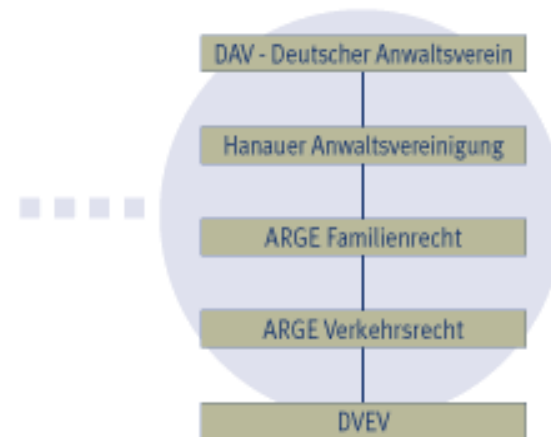 DAV - Deutscher Anwaltsverein
Hanauer Anwaltsvereinigung
ARGE Familienrecht
ARGE Verkehrsrecht
DVEV